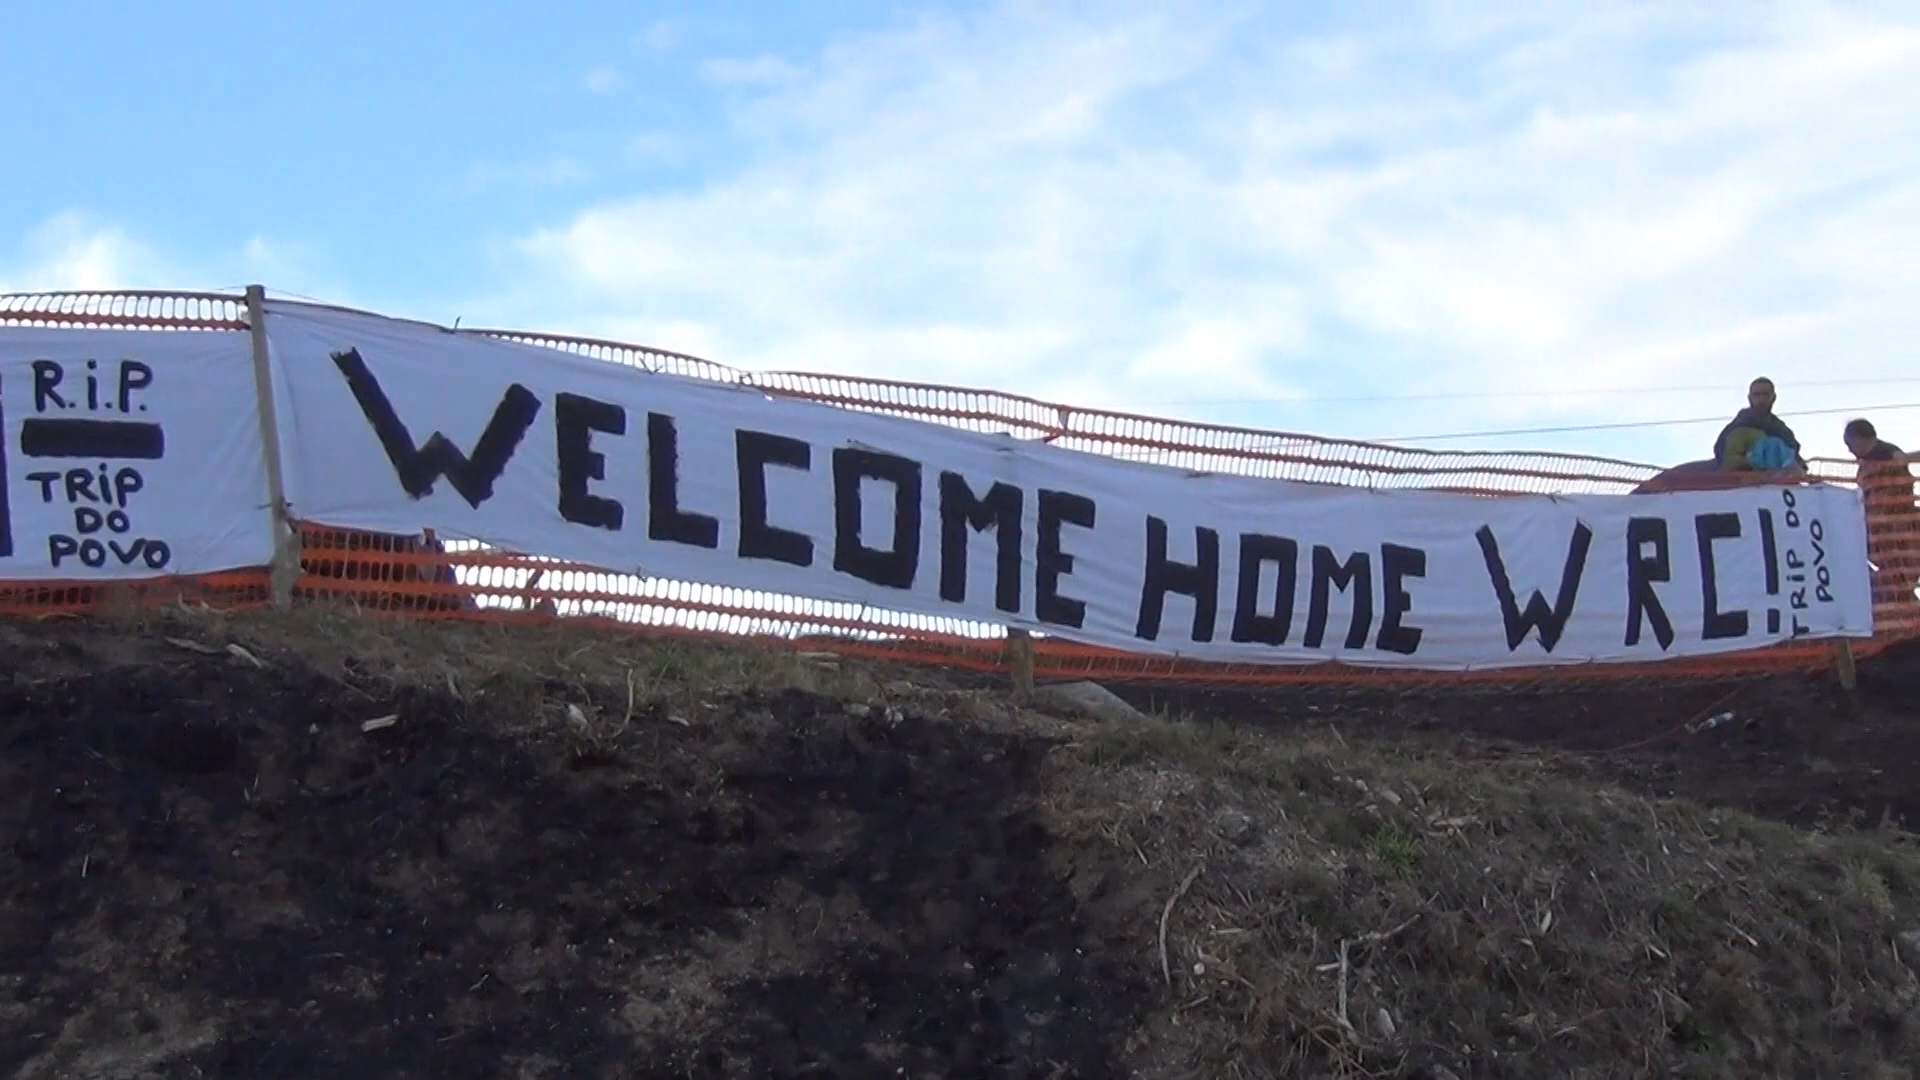 R.i.P.
TRiP
DO
POVO
WELCOME HOME WRC!
TRiP DO
POVO